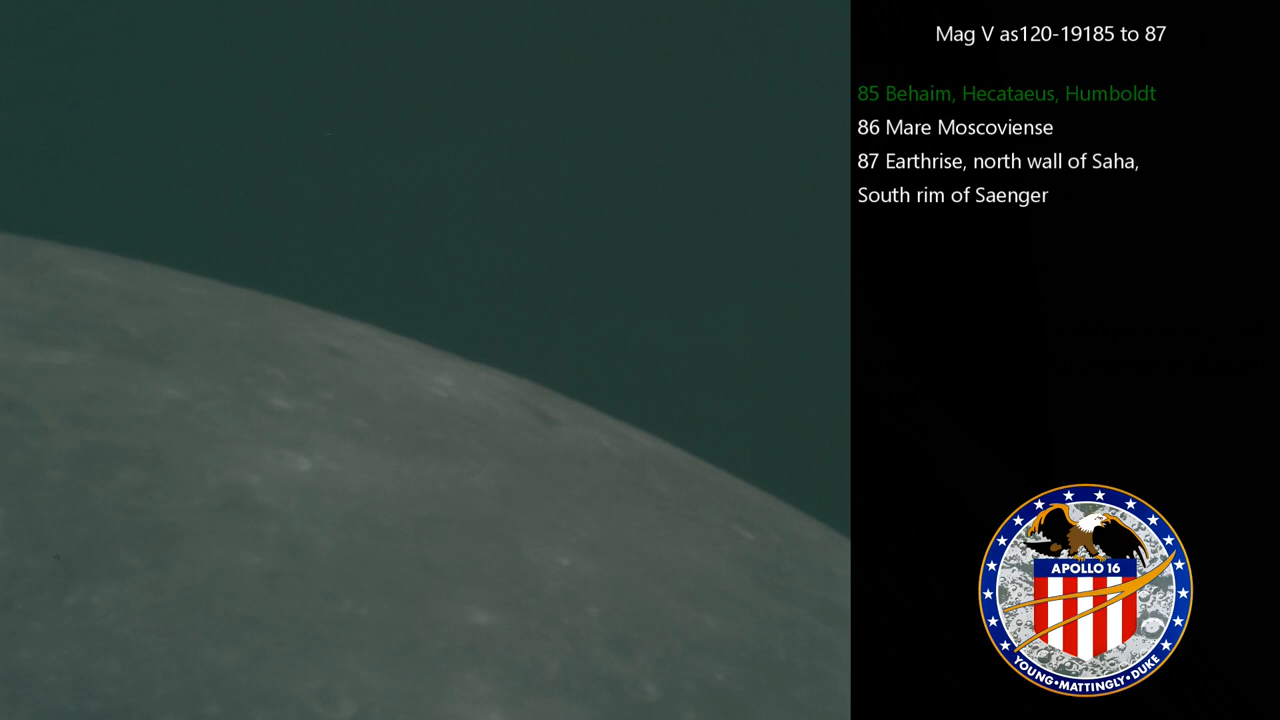 Mag V as120-19185 to 87
85 Behaim, Hecataeus, Humboldt
86 Mare Moscoviense
87 Earthrise, north wall of Saha,
South rim of Saenger
APOLLO 16
YOUNG•MATTINGLY•DUKE